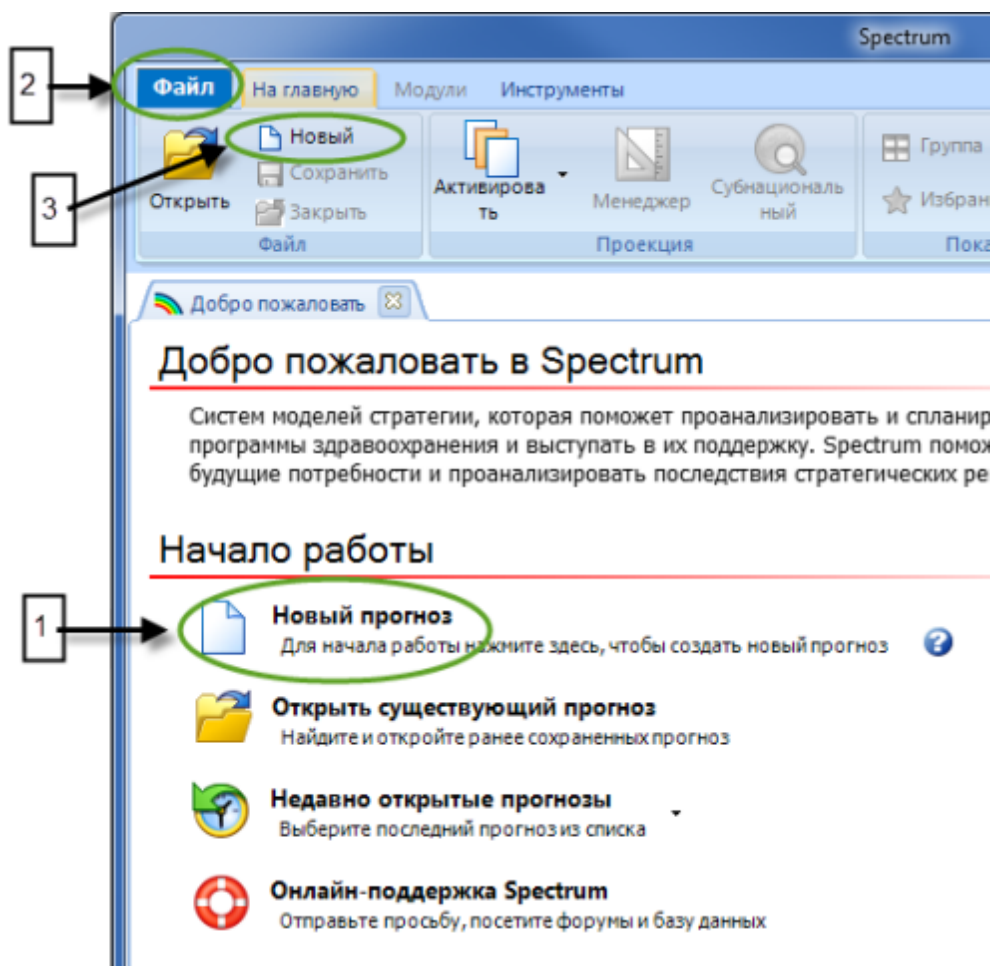 Spectrum
2
Файл На главную Модули Инструменты
Новый
Сохранить
Закрыть
Открыть
Файл
3
Активирова
ть
Менеджер
Субнациональ
ный
Проекция
Группа
Избран
Пока
Добро пожаловать
Добро пожаловать в Spectrum
Систем моделей стратегии, которая поможет проанализировать и спланир
программы здравоохранения и выступать в их поддержку. Spectrum помож
будущие потребности и проанализировать последствия стратегических ре
Начало работы
1
Новый прогноз
Для начала работы нажмите здесь, чтобы создать новый прогноз
?
Открыть существующий прогноз
Найдите и откройте ранее сохраненных прогноз
Недавно открытые прогнозы
Выберите последний прогноз из списка
Онлайн-поддержка Spectrum
Отправьте просьбу, посетите форумы и базу данных